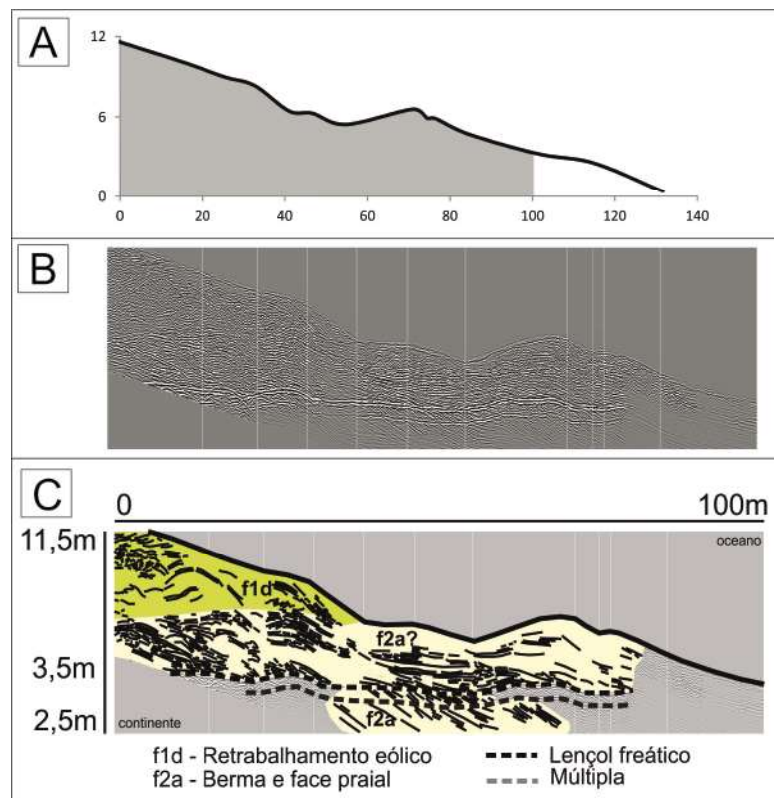 A
12
6
0
0 20 40 60 80 100 120 140
B
C
0 100m
11,5m
oceano
f1d
f2a?
3,5m
f2a
2,5m
continente
f1d - Retrabalhamento eólico
Lençol freático
f2a - Berma e face praial
Múltipla